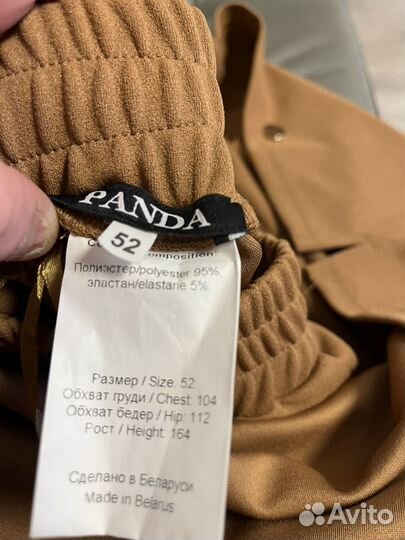 PANDA
52
composition:
Полиэстер/polyester 95%
эластан/elastane 5%.
Размер / Size: 52
Обхват груди / Chest: 104
Обхват бедер / Hip: 112
Рост / Height: 164
Сделано в Беларуси
Made in Belarus
Avito